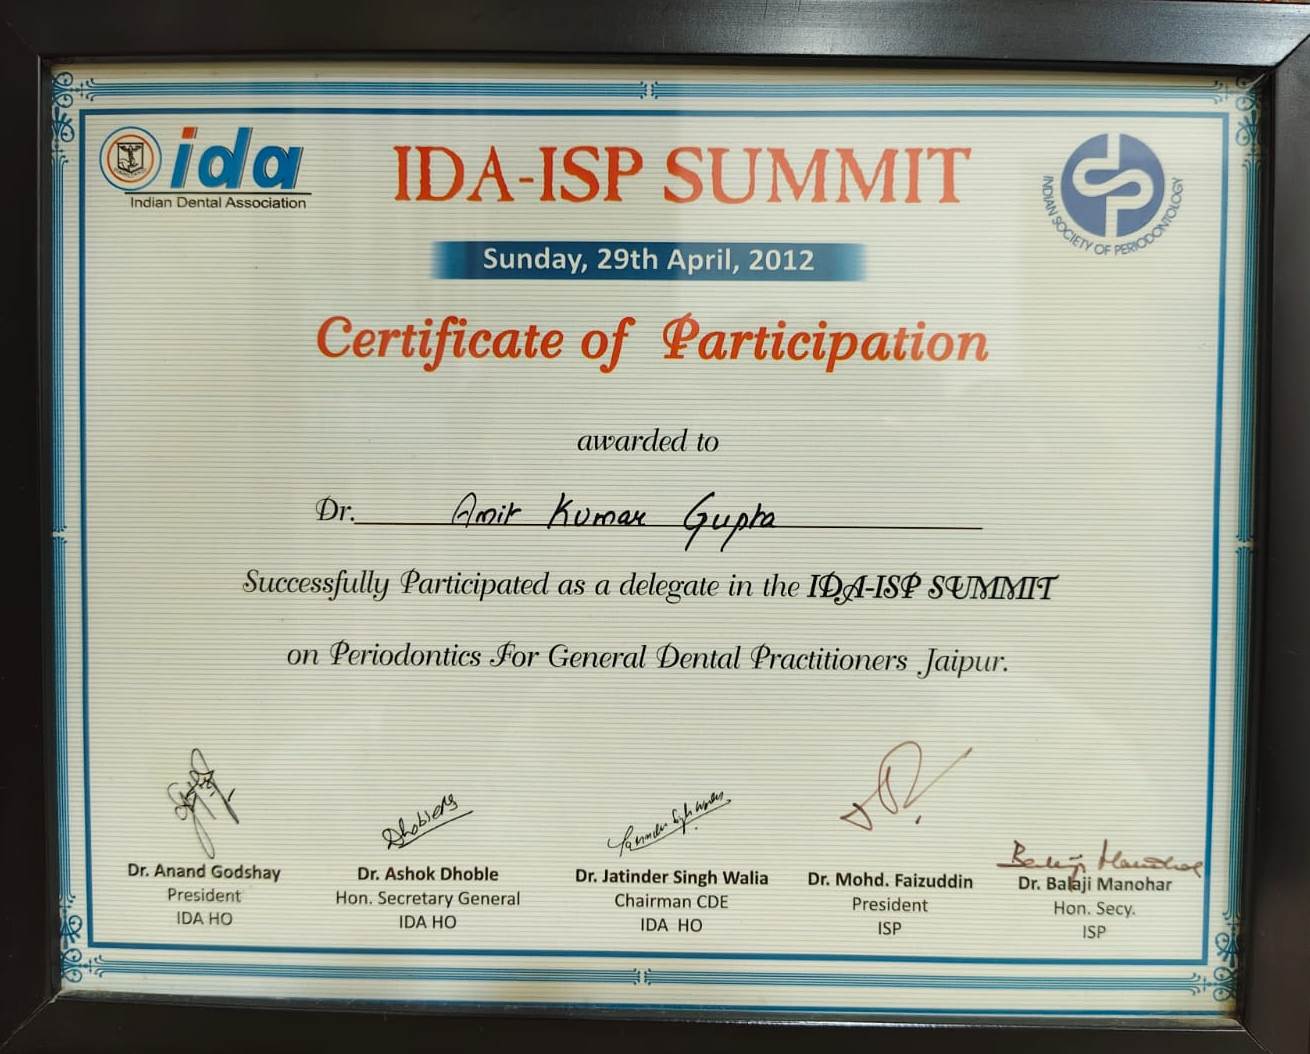 ida
Indian Dental Association
IDA-ISP SUMMIT
INDIAN SOCIETY OF PERIODONTOLOGY
Sunday, 29th April, 2012
Certificate of Participation
awarded to
Dr. Amit Kumar Gupta
Successfully Participated as a delegate in the IDA-ISP SUMMIT
on Periodontics For General Dental Practitioners Jaipur.
Balaji Manohar
Dr. Anand Godshay
President
IDA HO
Dr. Ashok Dhoble
Hon. Secretary General
IDA HO
Dr. Jatinder Singh Walia
Chairman CDE
IDA HO
Dr. Mohd. Faizuddin
President
ISP
Dr. Balaji Manohar
Hon. Secy.
ISP